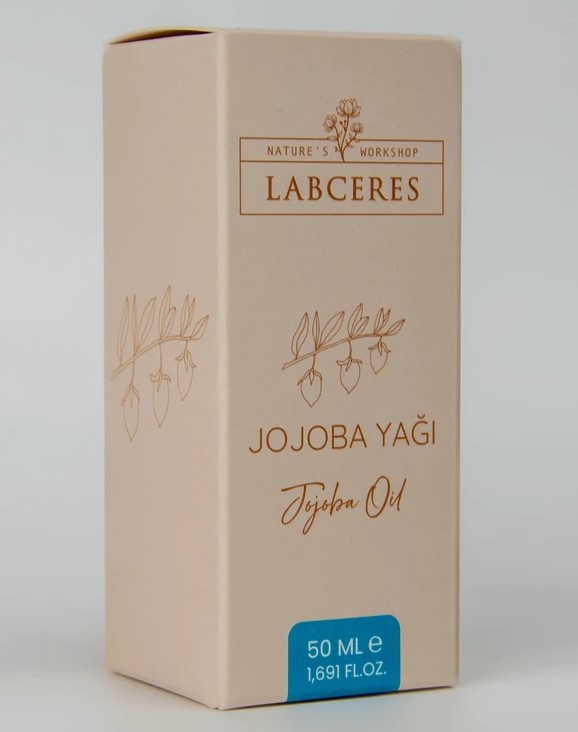 NATURE'S WORKSHOP
LABCERES
JOJOBA YAĞI
Jojoba Oil
50 ML ℮
1,691 FL.OZ.